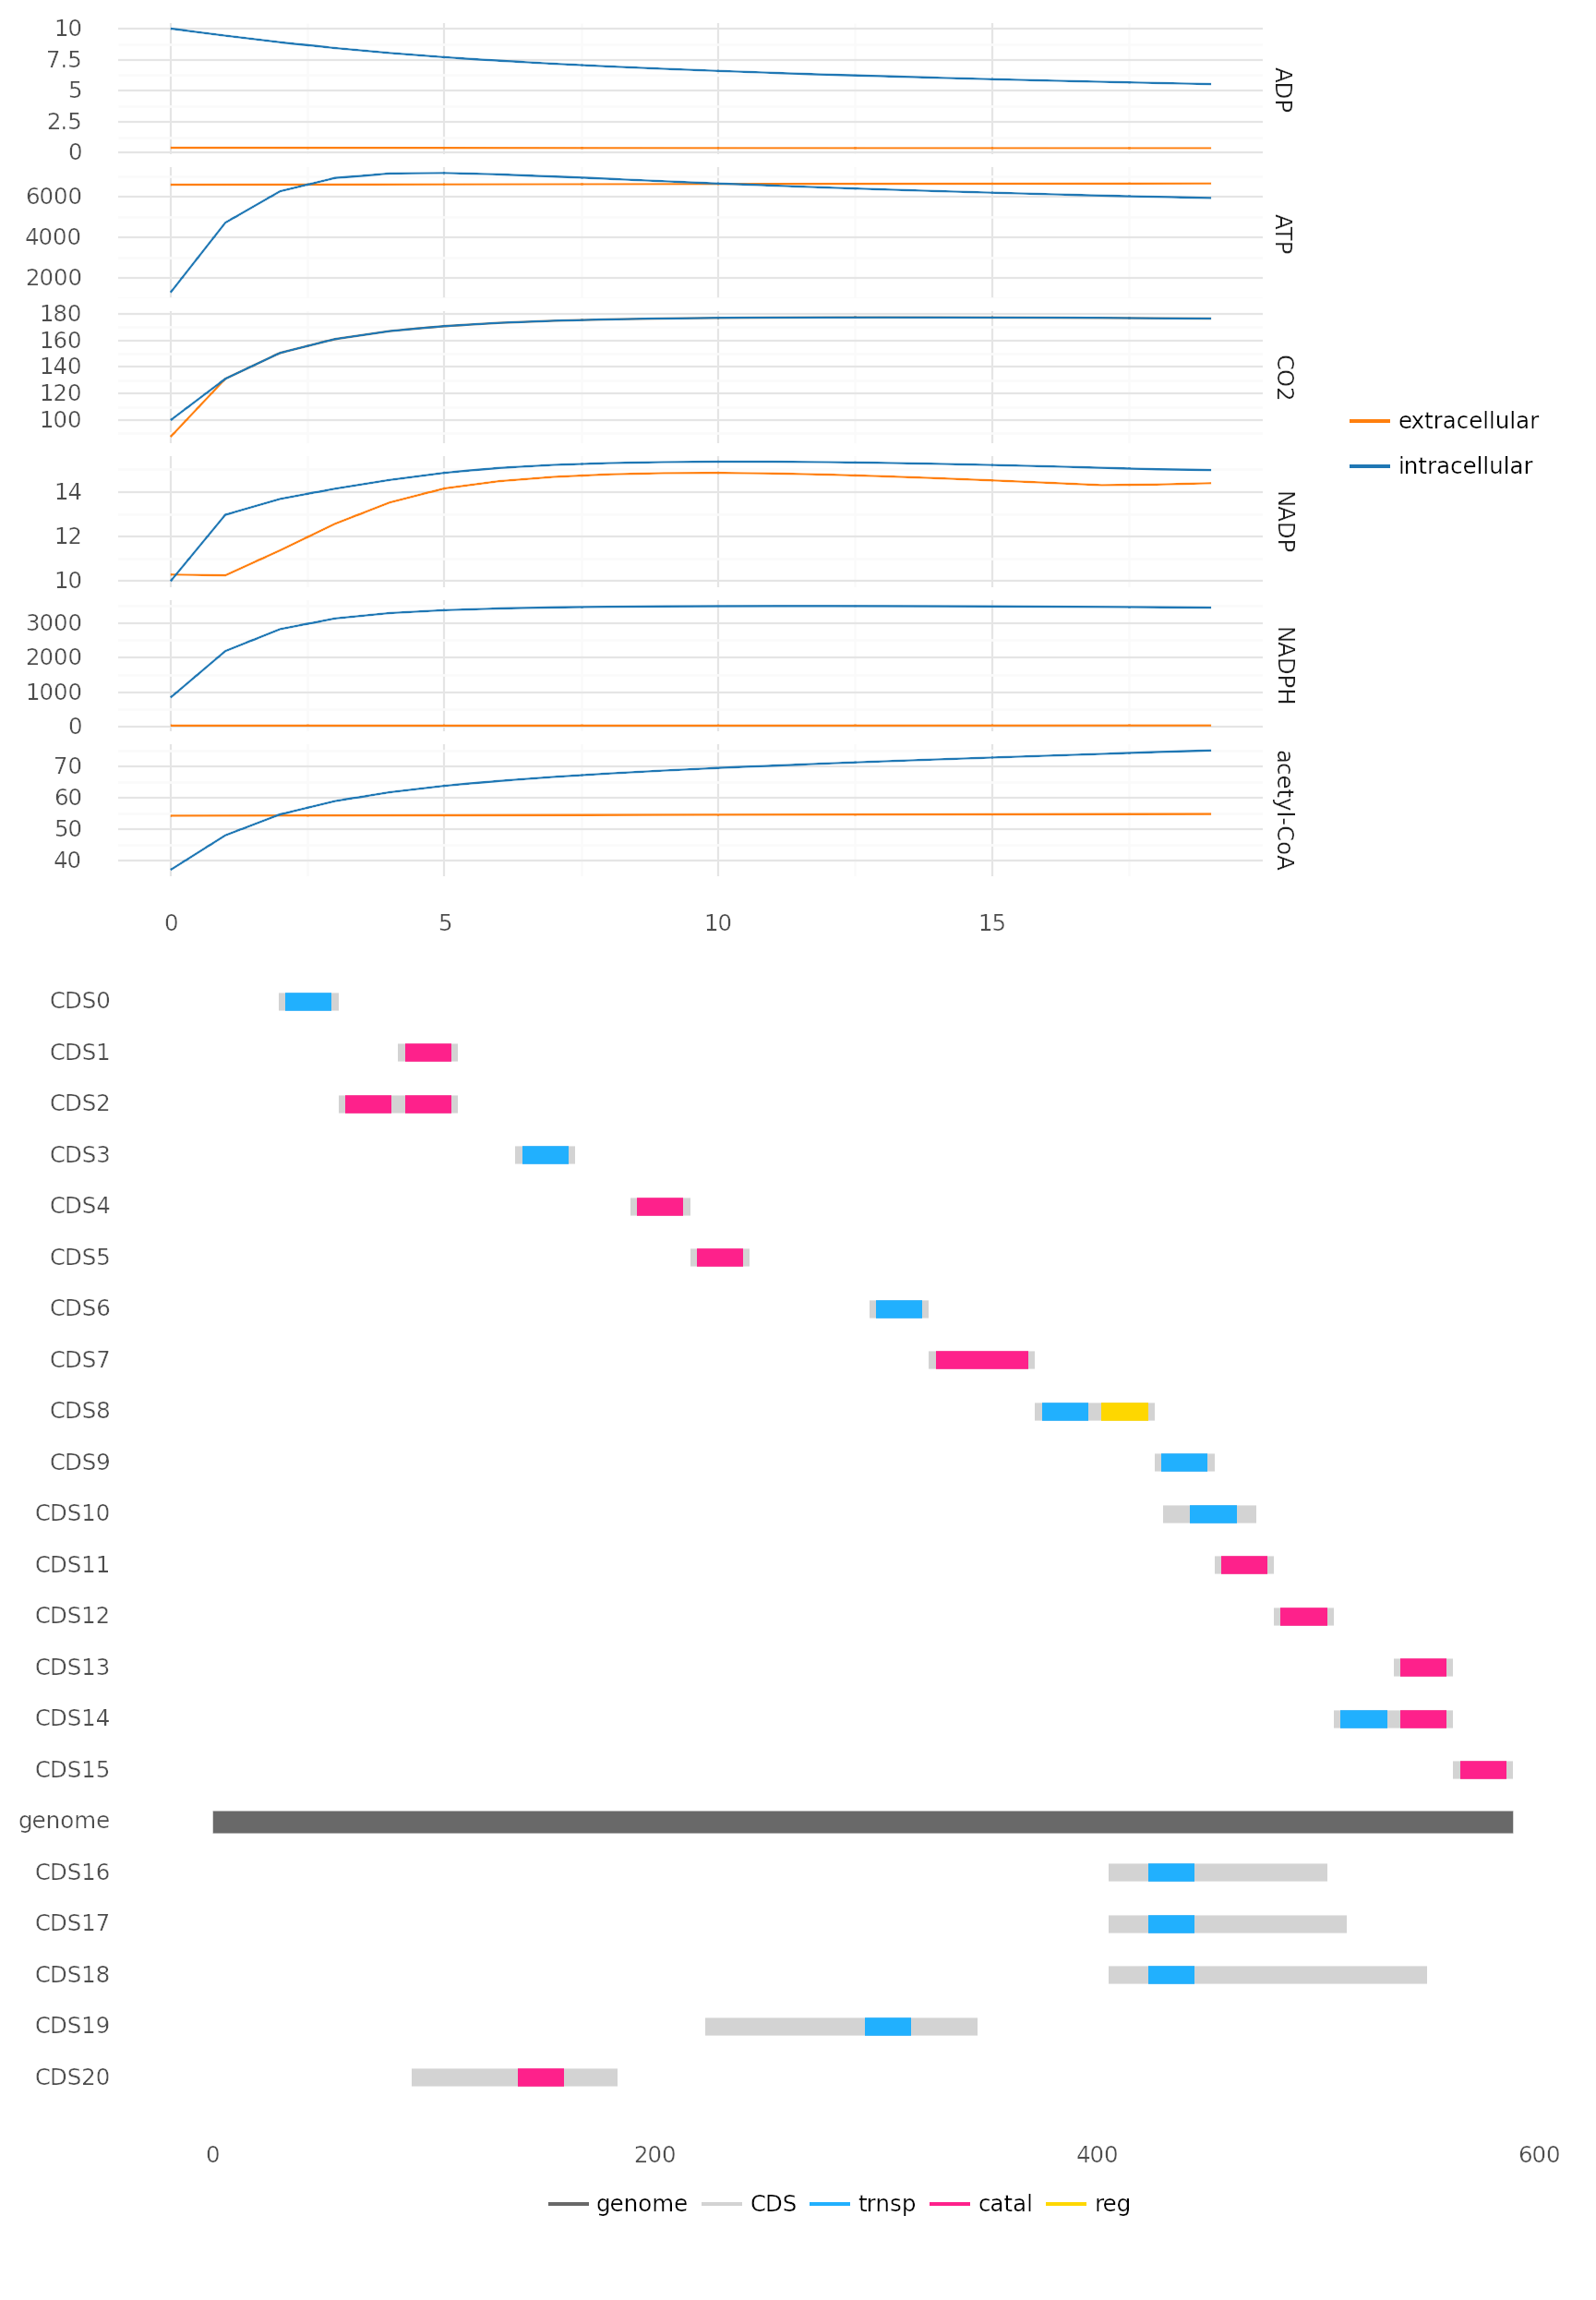 10
7.5
5
2.5
0
ADP
6000
4000
2000
ATP
180
160
140
120
100
CO2
extracellular
intracellular
14
12
10
NADP
3000
2000
1000
0
NADPH
70
60
50
40
acetyl-CoA
0 5 10 15
CDS0
CDS1
CDS2
CDS3
CDS4
CDS5
CDS6
CDS7
CDS8
CDS9
CDS10
CDS11
CDS12
CDS13
CDS14
CDS15
genome
CDS16
CDS17
CDS18
CDS19
CDS20
0 200 400 600
genome CDS trnsp catal reg